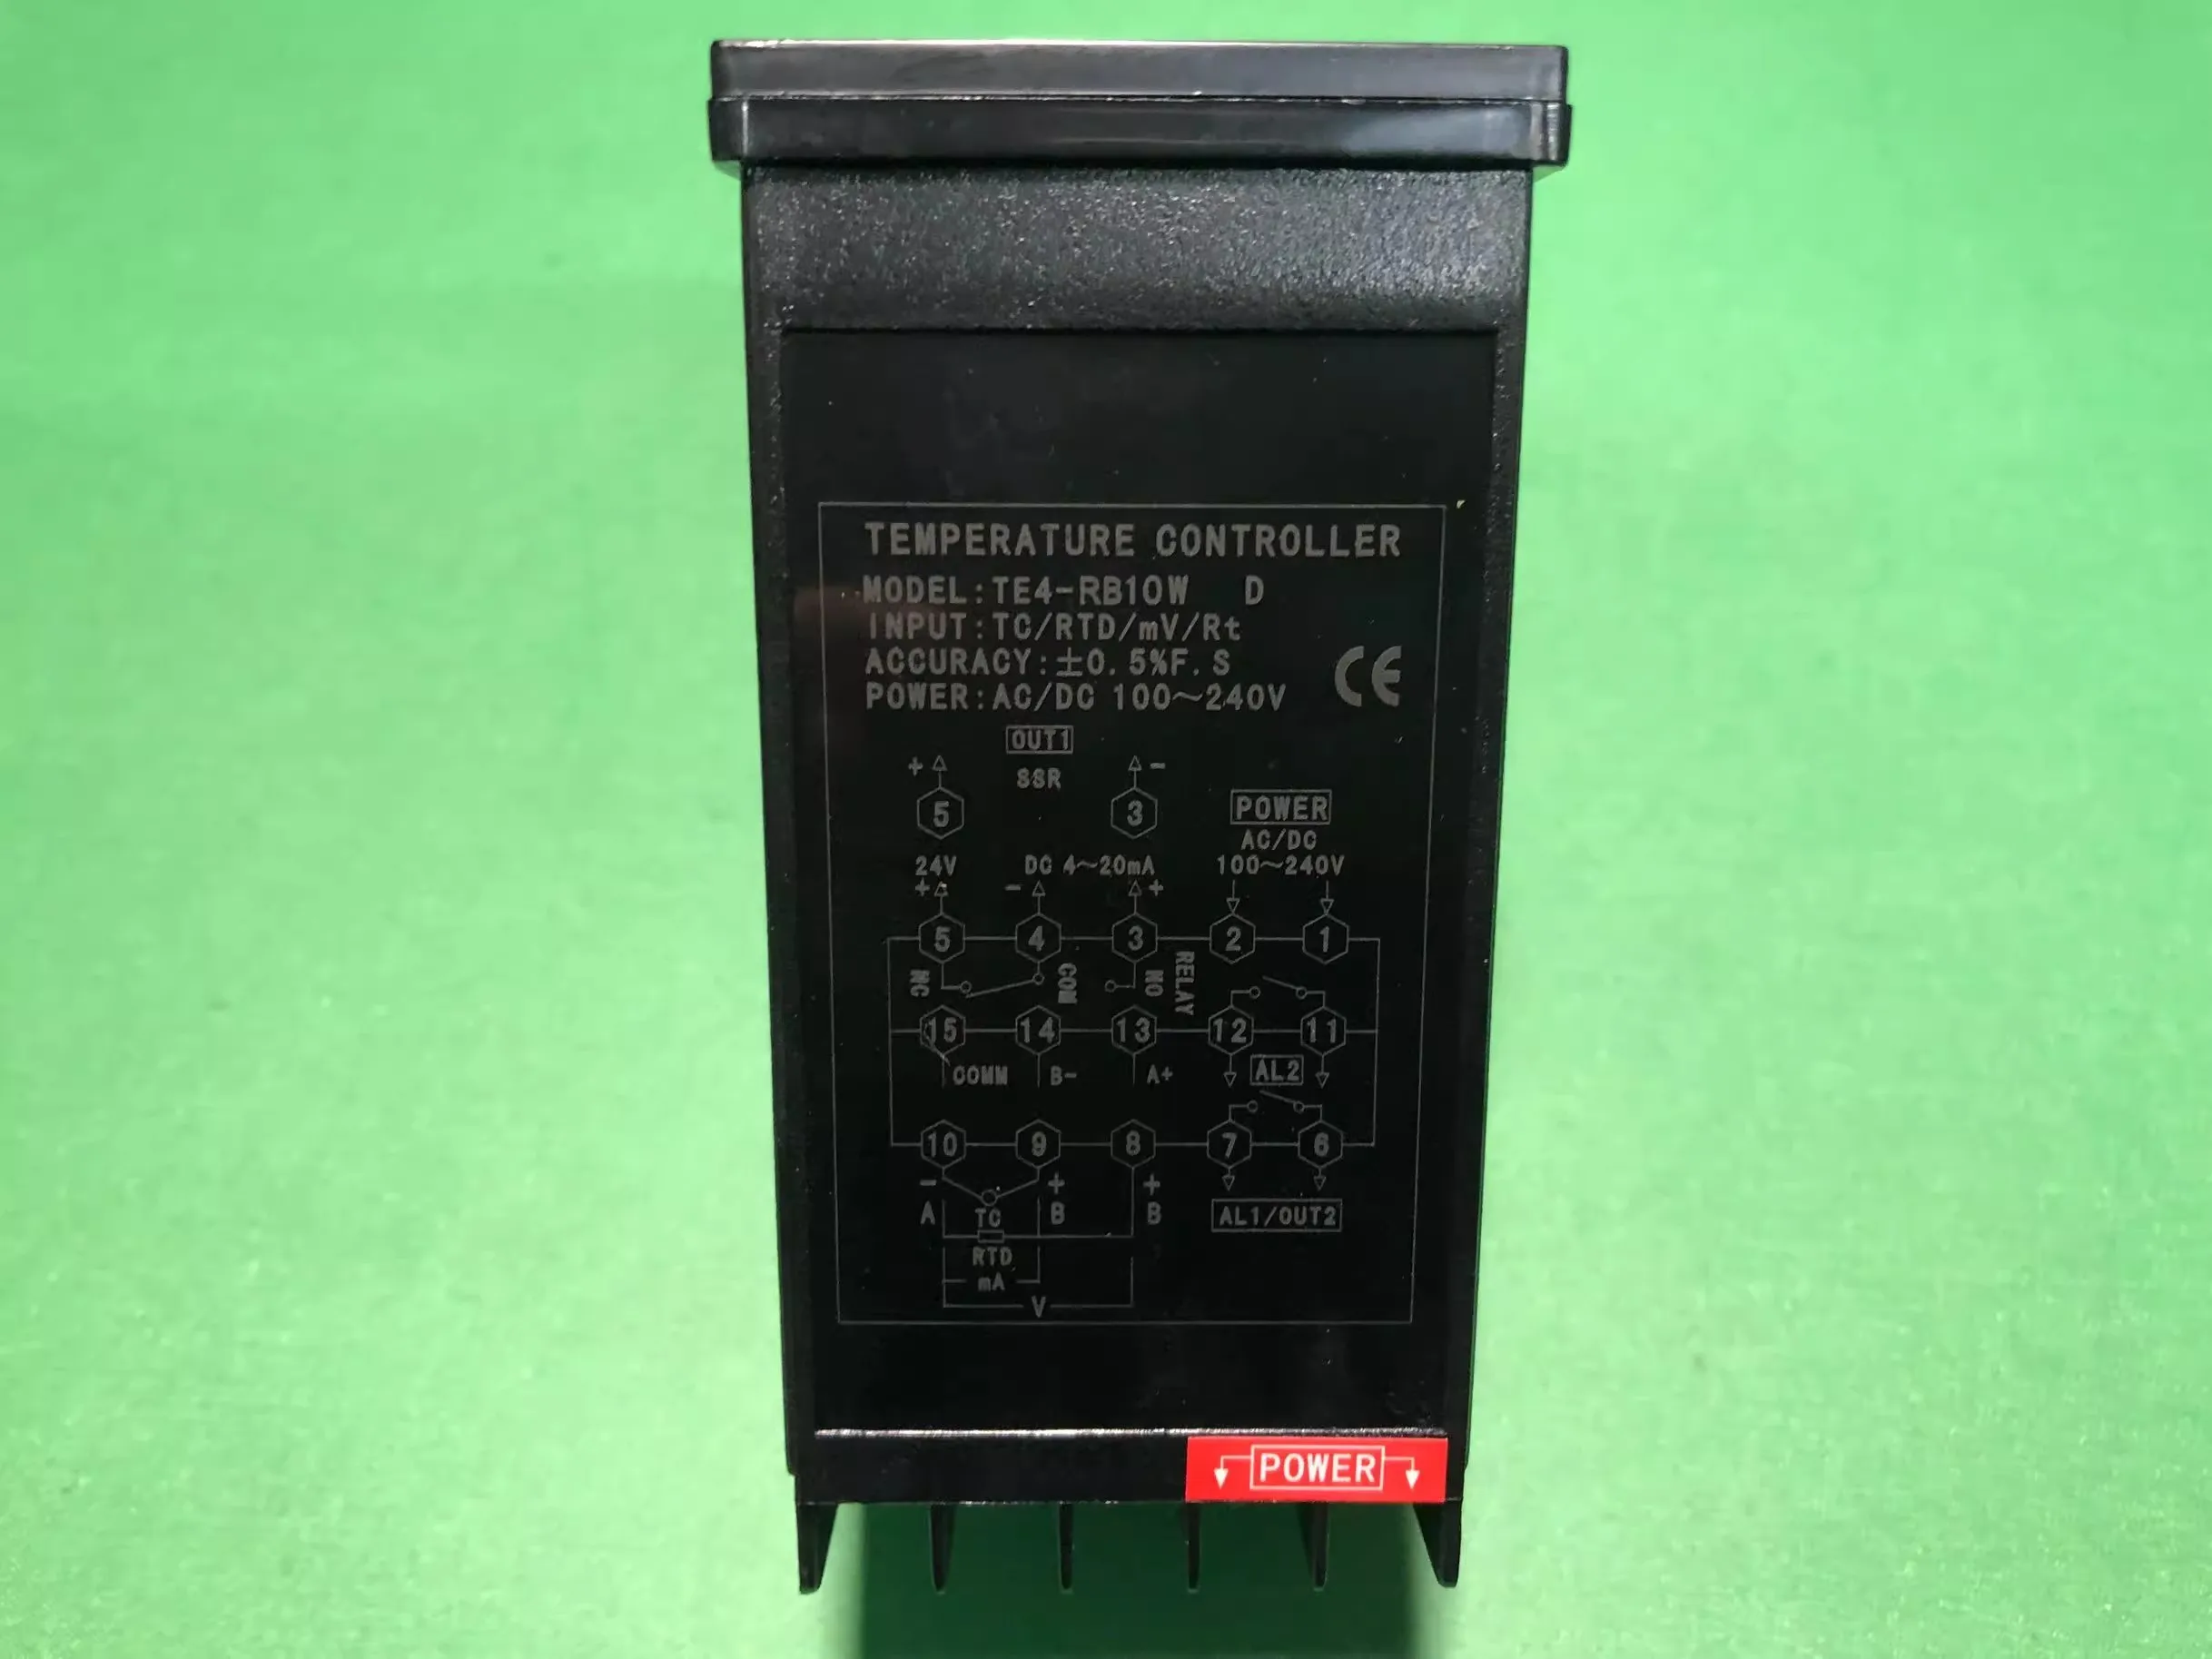 TEMPERATURE CONTROLLER
MODEL:TE4-RB10W D
INPUT:TC/RTD/mV/Rt
ACCURACY:±0.5%F.S
CE
POWER:AC/DC 100~240V
OUT1
+ SSR -
5 3 POWER
AC/DC
24V DC 4~20mA 100~240V
+ - +
5 4 3 2 1
NC COM NO RELAY
15 14 13 12 11
COMM B- A+ AL2
10 9 8 7 6
- + +
A TC B B AL1/OUT2
RTD
mA
V
POWER